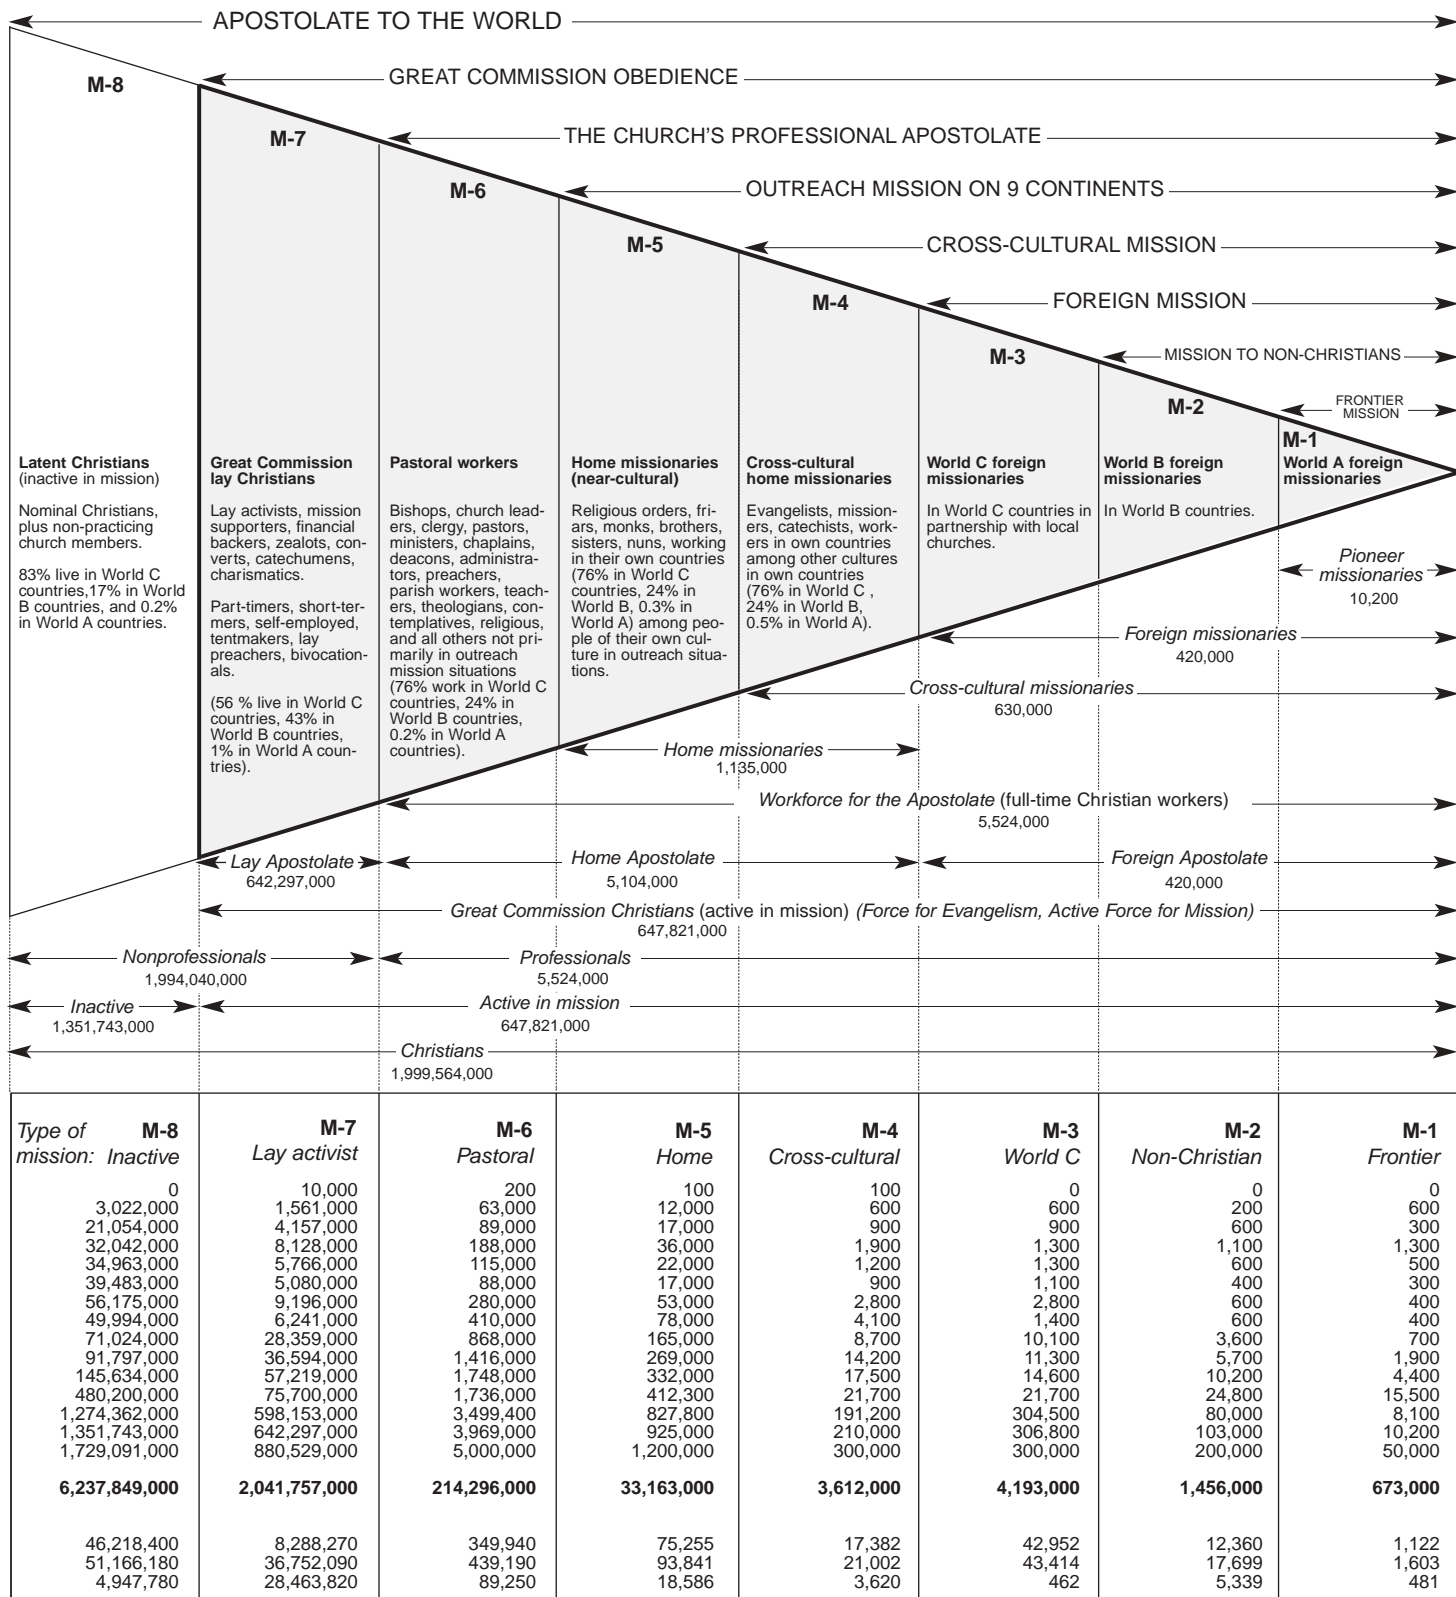 APOSTOLATE TO THE WORLD
M-8
GREAT COMMISSION OBEDIENCE
M-7
THE CHURCH'S PROFESSIONAL APOSTOLATE
M-6
OUTREACH MISSION ON 9 CONTINENTS
M-5
CROSS-CULTURAL MISSION
M-4
FOREIGN MISSION
M-3
MISSION TO NON-CHRISTIANS
M-2
FRONTIER
MISSION
M-1
Latent Christians
(inactive in mission)
Nominal Christians,
plus non-practicing
church members.
83% live in World C
countries,17% in World
B countries, and 0.2%
in World A countries.
Great Commission
lay Christians
Lay activists, mission
supporters, financial
backers, zealots, con-
verts, catechumens,
charismatics.
Part-timers, short-ter-
mers, self-employed,
tentmakers, lay
preachers, bivocation-
als.
(56 % live in World C
countries, 43% in
World B countries,
1% in World A coun-
tries).
Pastoral workers
Bishops, church lead-
ers, clergy, pastors,
ministers, chaplains,
deacons, administra-
tors, preachers,
parish workers, teach-
ers, theologians, con-
templatives, religious,
and all others not pri-
marily in outreach
mission situations
(76% work in World C
countries, 24% in
World B countries,
0.2% in World A
countries).
Home missionaries
(near-cultural)
Religious orders, fri-
ars, monks, brothers,
sisters, nuns, working
in their own countries
(76% in World C
countries, 24% in
World B, 0.3% in
World A) among peo-
ple of their own cul-
ture in outreach situa-
tions.
Cross-cultural
home missionaries
Evangelists, mission-
ers, catechists, work-
ers in own countries
among other cultures
in own countries
(76% in World C ,
24% in World B,
0.5% in World A).
World C foreign
missionaries
In World C countries in
partnership with local
churches.
World B foreign
missionaries
In World B countries.
World A foreign
missionaries
Pioneer
missionaries
10,200
Foreign missionaries
420,000
Cross-cultural missionaries
630,000
Home missionaries
1,135,000
Workforce for the Apostolate (full-time Christian workers)
5,524,000
Lay Apostolate
642,297,000
Home Apostolate
5,104,000
Foreign Apostolate
420,000
Great Commission Christians (active in mission) (Force for Evangelism, Active Force for Mission)
647,821,000
Nonprofessionals
1,994,040,000
Professionals
5,524,000
Inactive
1,351,743,000
Active in mission
647,821,000
Christians
1,999,564,000
Type of M-8 M-7 M-6 M-5 M-4 M-3 M-2 M-1
mission: Inactive Lay activist Pastoral Home Cross-cultural World C Non-Christian Frontier
0 10,000 200 100 100 0 0 0
3,022,000 1,561,000 63,000 12,000 600 600 200 600
21,054,000 4,157,000 89,000 17,000 900 900 600 300
32,042,000 8,128,000 188,000 36,000 1,900 1,300 1,100 1,300
34,963,000 5,766,000 115,000 22,000 1,200 1,300 600 500
39,483,000 5,080,000 88,000 17,000 900 1,100 400 300
56,175,000 9,196,000 280,000 53,000 2,800 2,800 600 400
49,994,000 6,241,000 410,000 78,000 4,100 1,400 600 400
71,024,000 28,359,000 868,000 165,000 8,700 10,100 3,600 700
91,797,000 36,594,000 1,416,000 269,000 14,200 11,300 5,700 1,900
145,634,000 57,219,000 1,748,000 332,000 17,500 14,600 10,200 4,400
480,200,000 75,700,000 1,736,000 412,300 21,700 21,700 24,800 15,500
1,274,362,000 598,153,000 3,499,400 827,800 191,200 304,500 80,000 8,100
1,351,743,000 642,297,000 3,969,000 925,000 210,000 306,800 103,000 10,200
1,729,091,000 880,529,000 5,000,000 1,200,000 300,000 300,000 200,000 50,000
6,237,849,000 2,041,757,000 214,296,000 33,163,000 3,612,000 4,193,000 1,456,000 673,000
46,218,400 8,288,270 349,940 75,255 17,382 42,952 12,360 1,122
51,166,180 36,752,090 439,190 93,841 21,002 43,414 17,699 1,603
4,947,780 28,463,820 89,250 18,586 3,620 462 5,339 481